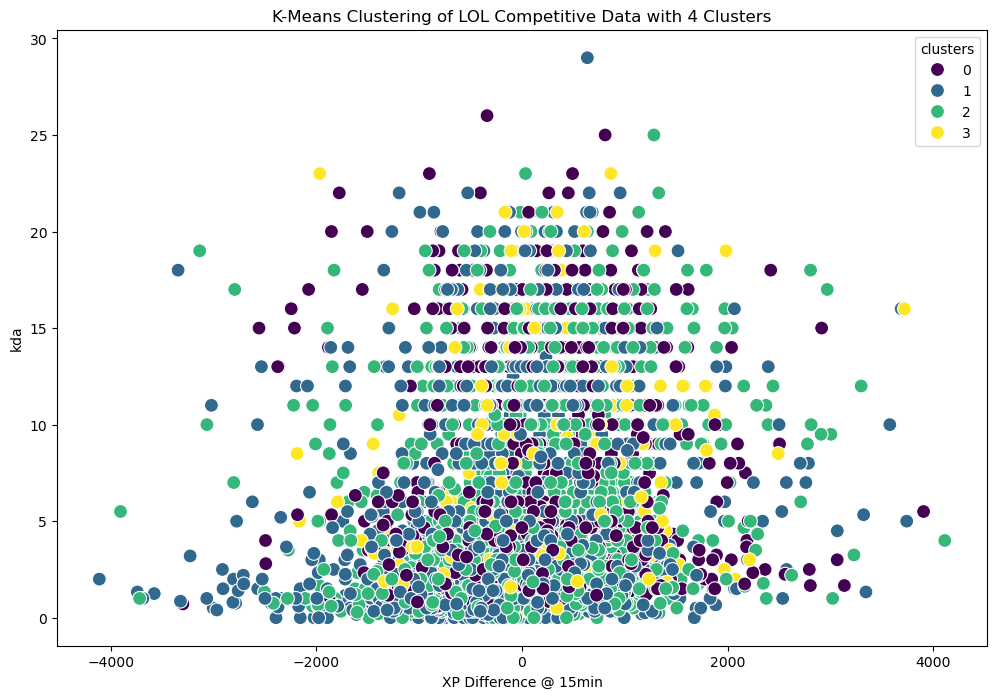 K-Means Clustering of LOL Competitive Data with 4 Clusters
clusters
0
1
2
3
30
25
20
15
10
5
0
kda
−4000 −2000 0 2000 4000
XP Difference @ 15min